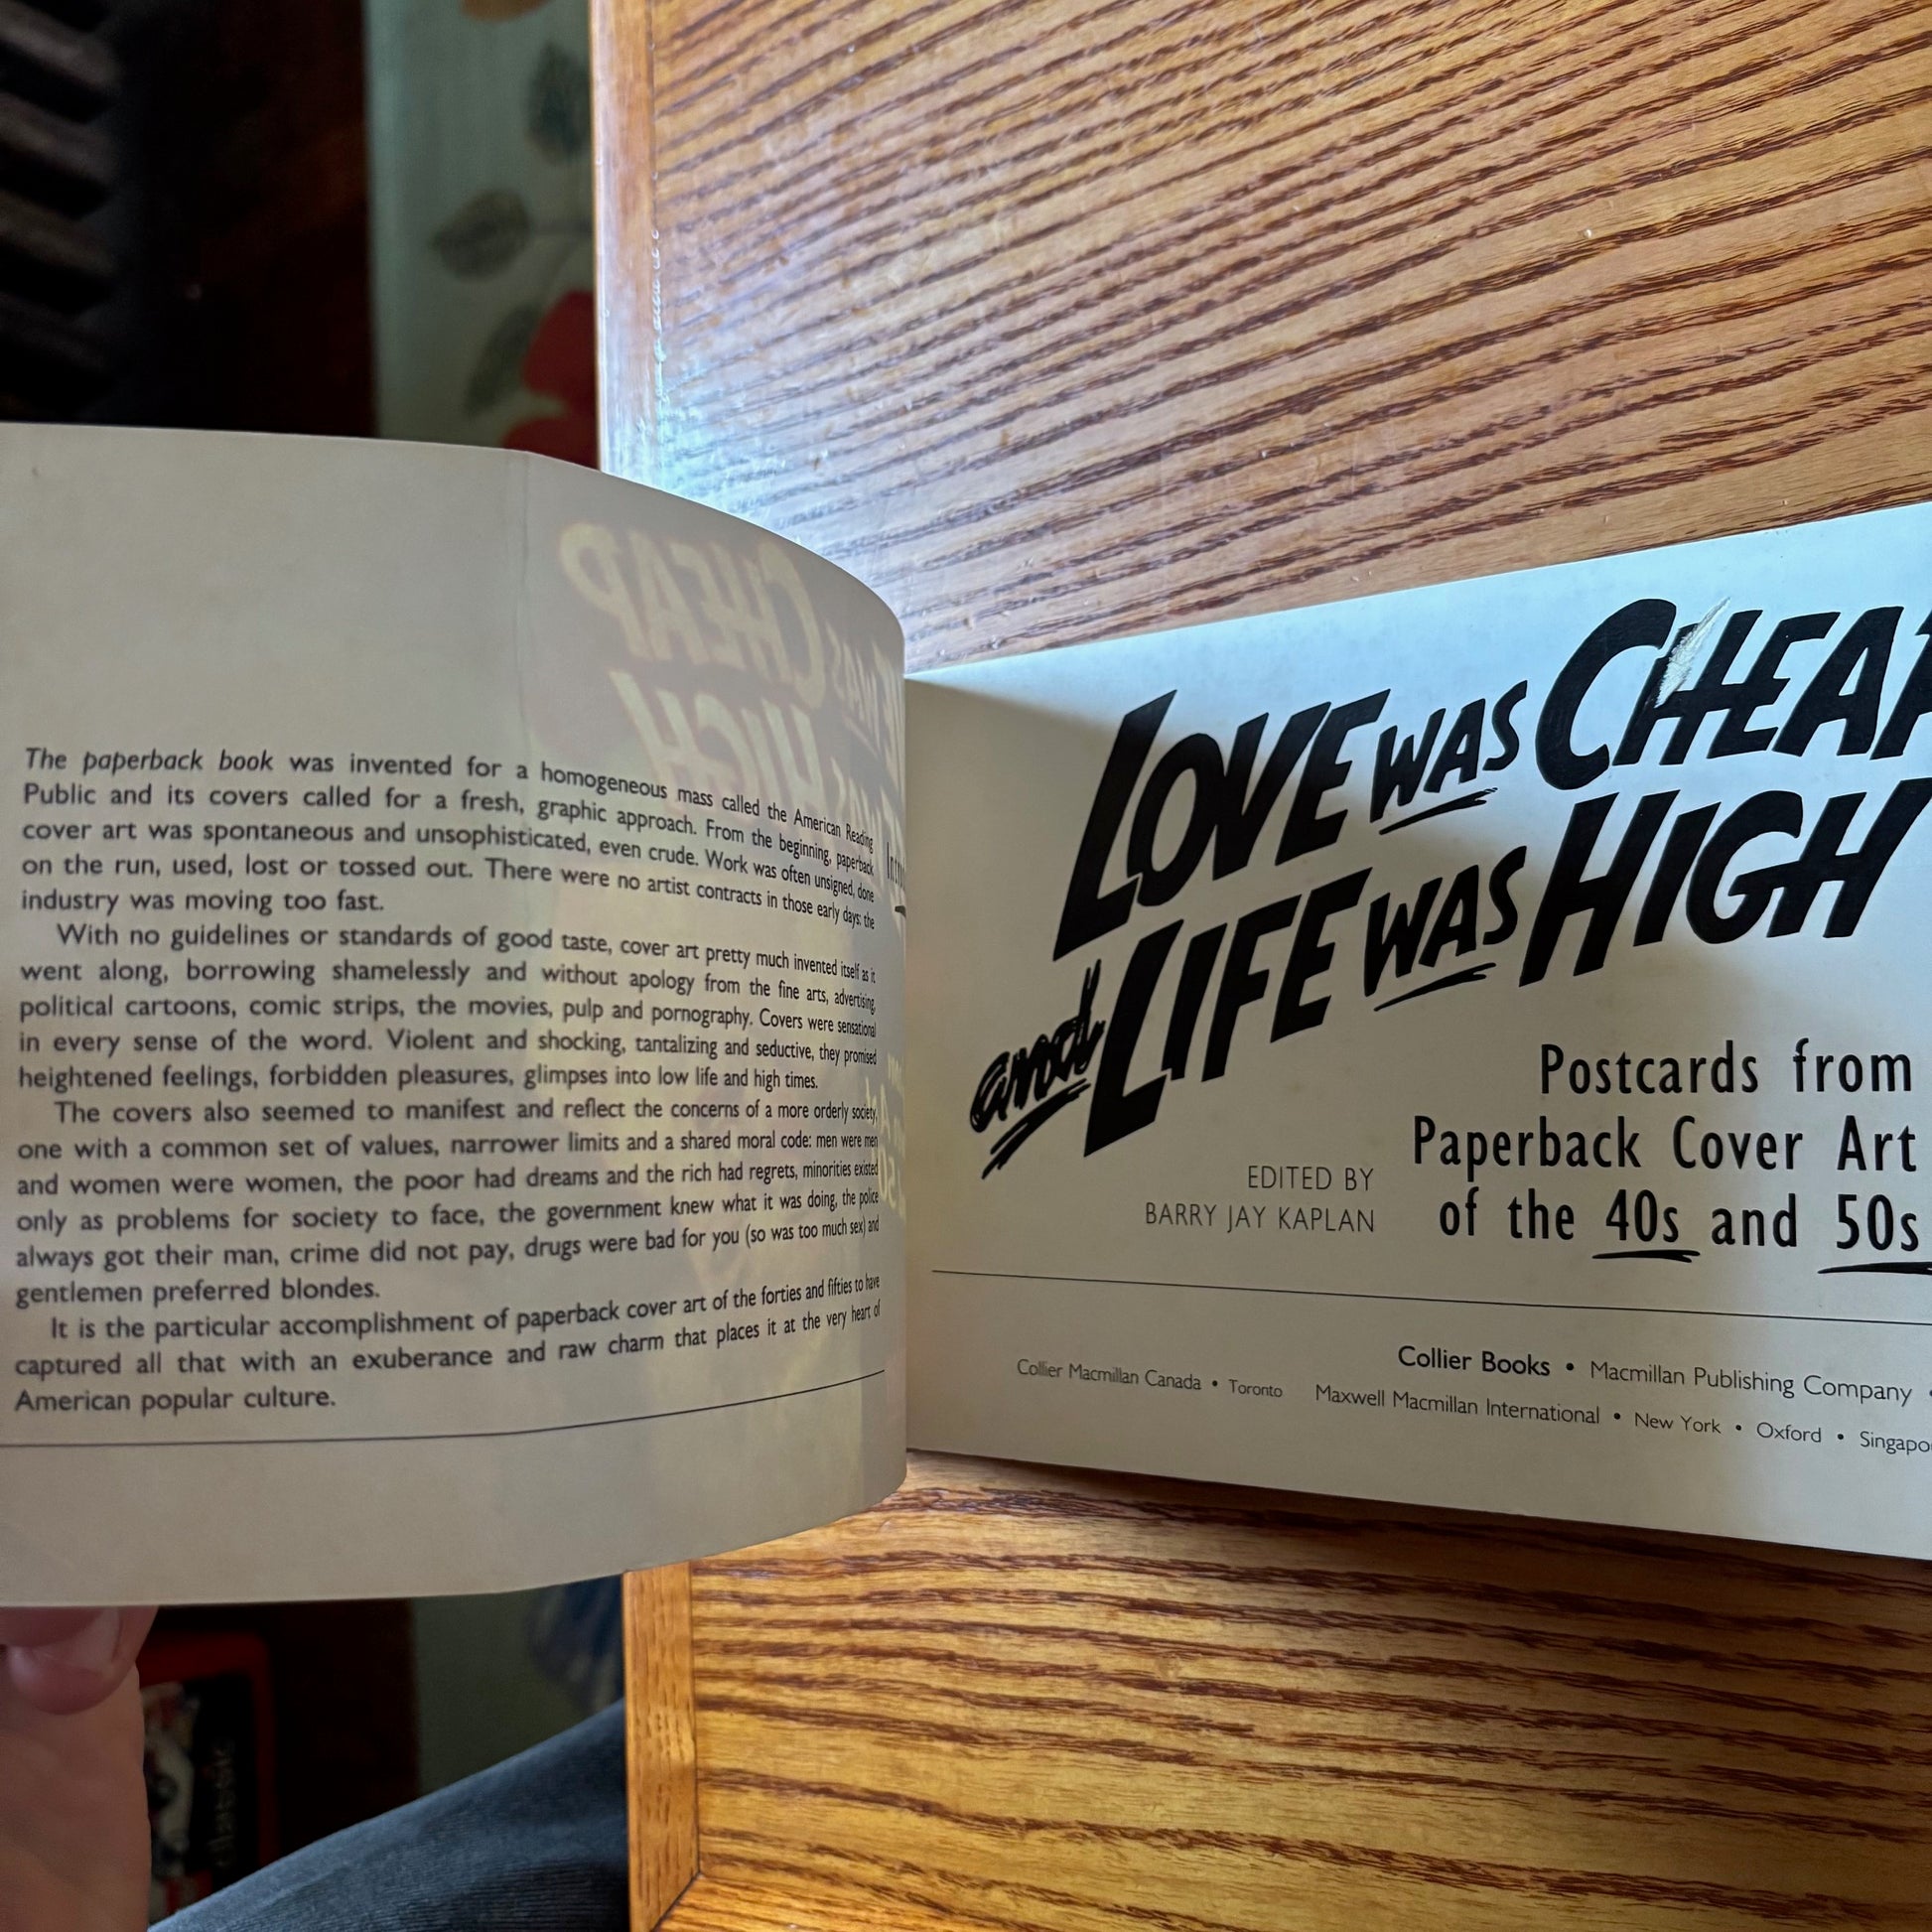 The paperback book was invented for a homogeneous mass called the American Reading
Public and its covers called for a fresh, graphic approach. From the beginning, paperback
cover art was spontaneous and unsophisticated, even crude. Work was often unsigned, done
on the run, used, lost or tossed out. There were no artist contracts in those early days: the
industry was moving too fast.
With no guidelines or standards of good taste, cover art pretty much invented itself as it
went along, borrowing shamelessly and without apology from the fine arts, advertising,
political cartoons, comic strips, the movies, pulp and pornography. Covers were sensational
in every sense of the word. Violent and shocking, tantalizing and seductive, they promised
heightened feelings, forbidden pleasures, glimpses into low life and high times.
The covers also seemed to manifest and reflect the concerns of a more orderly society,
one with a common set of values, narrower limits and a shared moral code: men were men
and women were women, the poor had dreams and the rich had regrets, minorities existed
only as problems for society to face, the government knew what it was doing, the police
always got their man, crime did not pay, drugs were bad for you (so was too much sex) and
gentlemen preferred blondes.
It is the particular accomplishment of paperback cover art of the forties and fifties to have
captured all that with an exuberance and raw charm that places it at the very heart of
American popular culture.
LOVE WAS CHEAP
and LIFE WAS HIGH
Postcards from
Paperback Cover Art
of the 40s and 50s
EDITED BY
BARRY JAY KAPLAN
Collier Books • Macmillan Publishing Company •
Collier Macmillan Canada • Toronto Maxwell Macmillan International • New York • Oxford • Singapo
classic